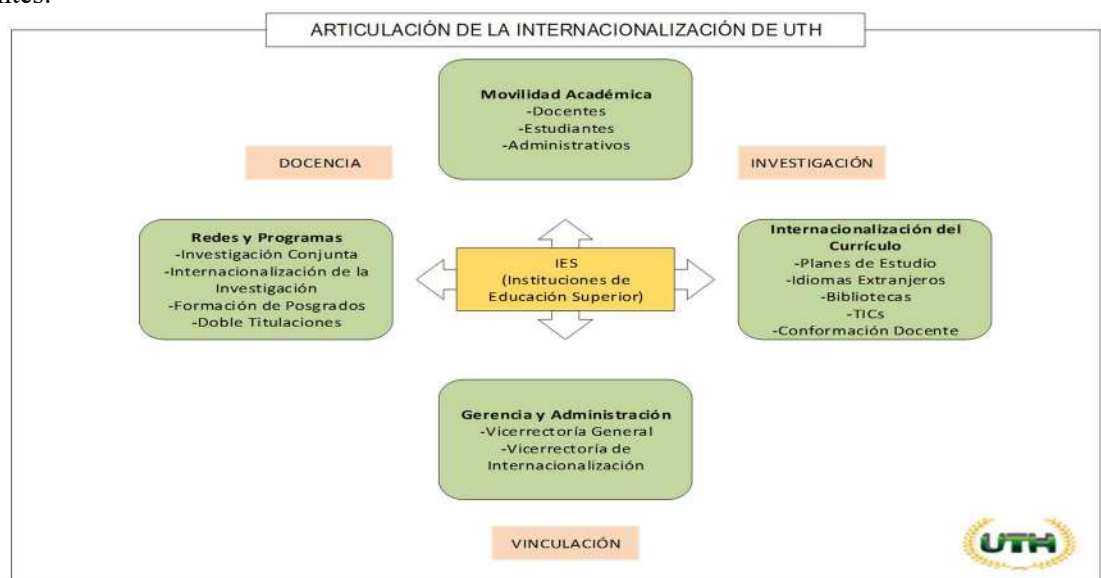 ntes.
ARTICULACIÓN DE LA INTERNACIONALIZACIÓN DE UTH
Movilidad Académica
-Docentes
-Estudiantes
-Administrativos
DOCENCIA
INVESTIGACIÓN
Redes y Programas
-Investigación Conjunta
-Internacionalización de la
Investigación
-Formación de Posgrados
-Doble Titulaciones
IES
(Instituciones de
Educación Superior)
Internacionalización del
Currículo
-Planes de Estudio
-Idiomas Extranjeros
-Bibliotecas
-TICs
-Conformación Docente
Gerencia y Administración
-Vicerrectoría General
-Vicerrectoría de
Internacionalización
VINCULACIÓN
UTH